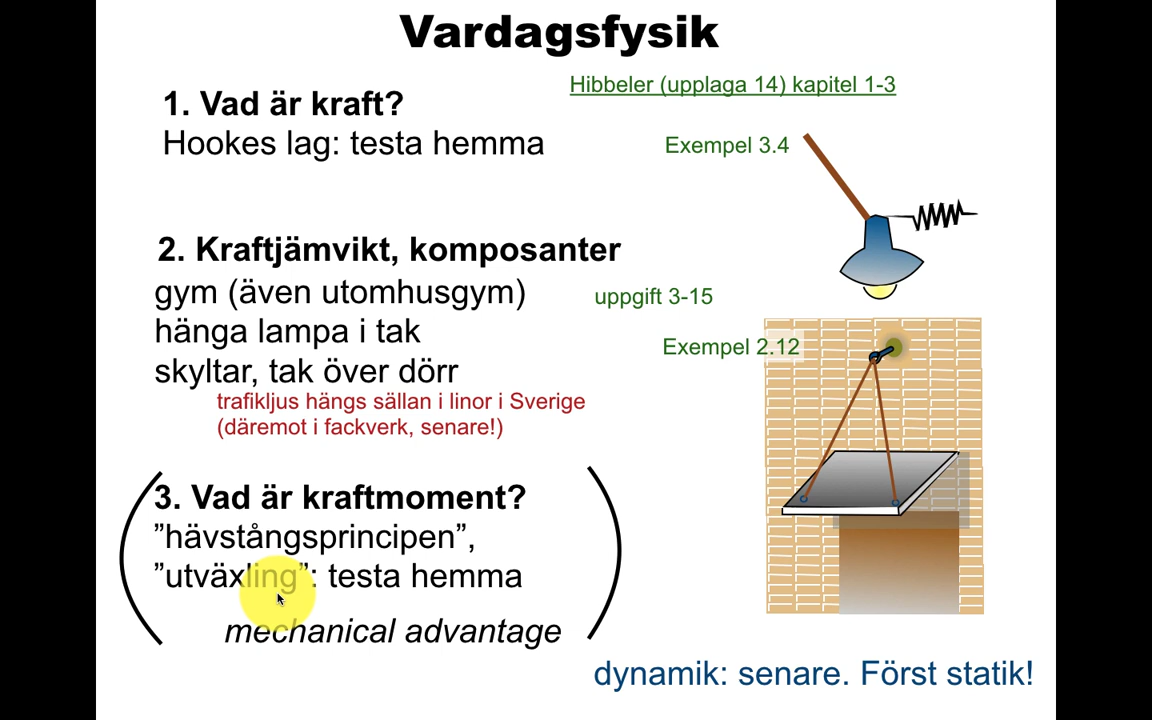 Vardagsfysik
Hibbeler (upplaga 14) kapitel 1-3
1. Vad är kraft?
Hookes lag: testa hemma
Exempel 3.4
2. Kraftjämvikt, komposanter
gym (även utomhusgym)
uppgift 3-15
hänga lampa i tak
Exempel 2.12
skyltar, tak över dörr
trafikljus hängs sällan i linor i Sverige
(däremot i fackverk, senare!)
3. Vad är kraftmoment?
”hävstångsprincipen”,
”utväxling”: testa hemma
mechanical advantage
dynamik: senare. Först statik!